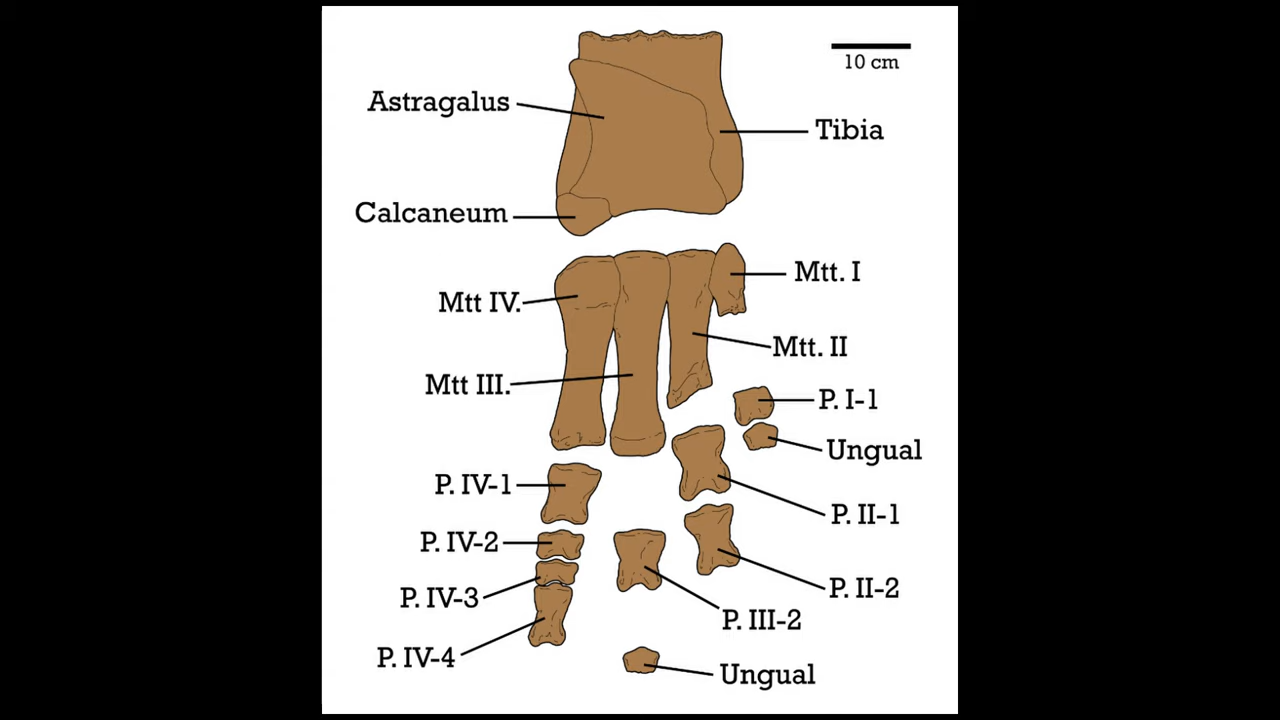 10 cm
Astragalus
Tibia
Calcaneum
Mtt. I
Mtt IV.
Mtt. II
Mtt III.
P. I-1
Ungual
P. IV-1
P. II-1
P. IV-2
P. II-2
P. IV-3
P. III-2
P. IV-4
Ungual